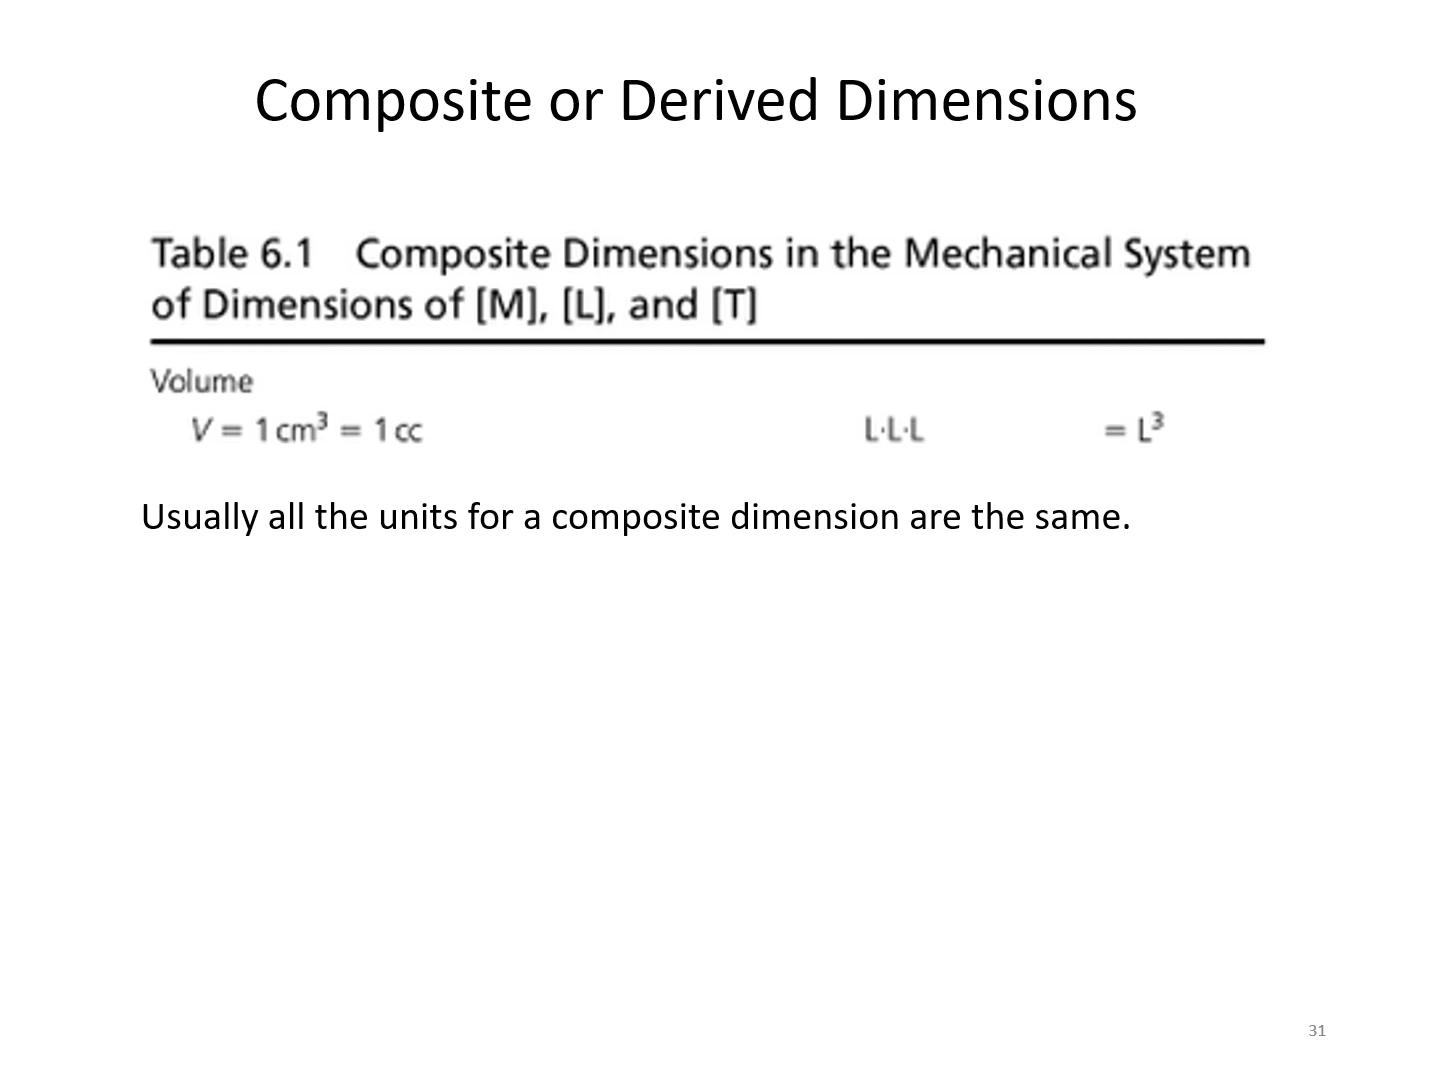 Composite or Derived Dimensions
Table 6.1 Composite Dimensions in the Mechanical System
of Dimensions of [M], [L], and [T]
Volume
V = 1 cm³ = 1 cc L·L·L = L³
Usually all the units for a composite dimension are the same.
31